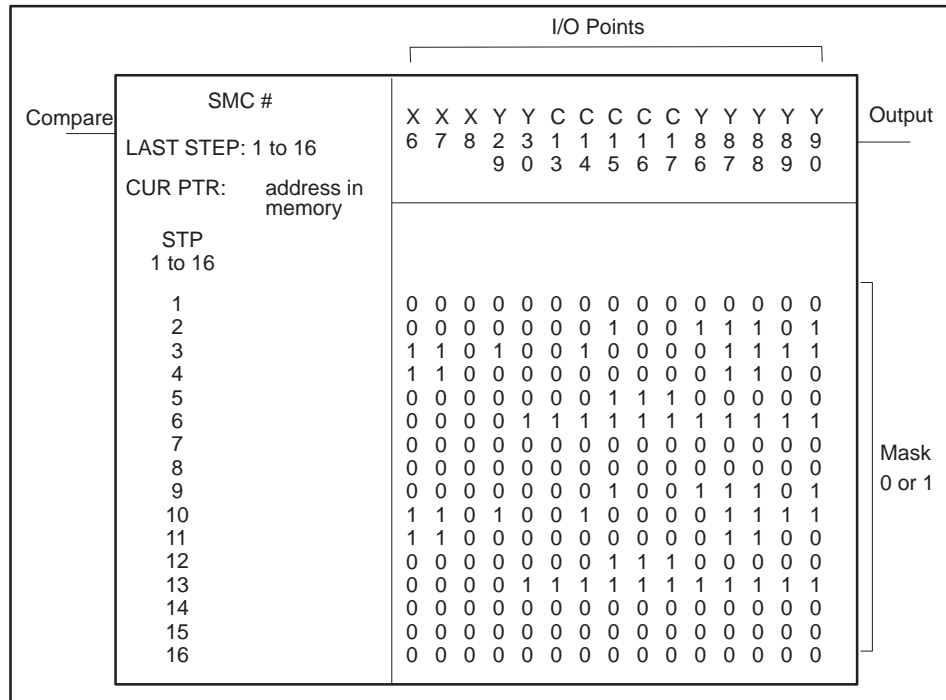 I/O Points
Compare
SMC #
Output
X X X Y Y C C C C C Y Y Y Y Y
6 7 8 2 3 1 1 1 1 1 8 8 8 8 9
9 0 3 4 5 6 7 6 7 8 9 0
LAST STEP: 1 to 16
CUR PTR: address in
memory
STP
1 to 16
1 0 0 0 0 0 0 0 0 0 0 0 0 0 0 0
2 0 0 0 0 0 0 0 1 0 0 1 1 1 0 1
3 1 1 0 1 0 0 1 0 0 0 0 1 1 1 1
4 1 1 0 0 0 0 0 0 0 0 0 1 1 0 0
5 0 0 0 0 0 0 0 1 1 1 0 0 0 0 0
6 0 0 0 0 1 1 1 1 1 1 1 1 1 1 1
7 0 0 0 0 0 0 0 0 0 0 0 0 0 0 0
8 0 0 0 0 0 0 0 0 0 0 0 0 0 0 0
9 0 0 0 0 0 0 0 1 0 0 1 1 1 0 1
10 1 1 0 1 0 0 1 0 0 0 0 1 1 1 1
11 1 1 0 0 0 0 0 0 0 0 0 1 1 0 0
12 0 0 0 0 0 0 0 1 1 1 0 0 0 0 0
13 0 0 0 0 1 1 1 1 1 1 1 1 1 1 1
14 0 0 0 0 0 0 0 0 0 0 0 0 0 0 0
15 0 0 0 0 0 0 0 0 0 0 0 0 0 0 0
16 0 0 0 0 0 0 0 0 0 0 0 0 0 0 0
Mask
0 or 1